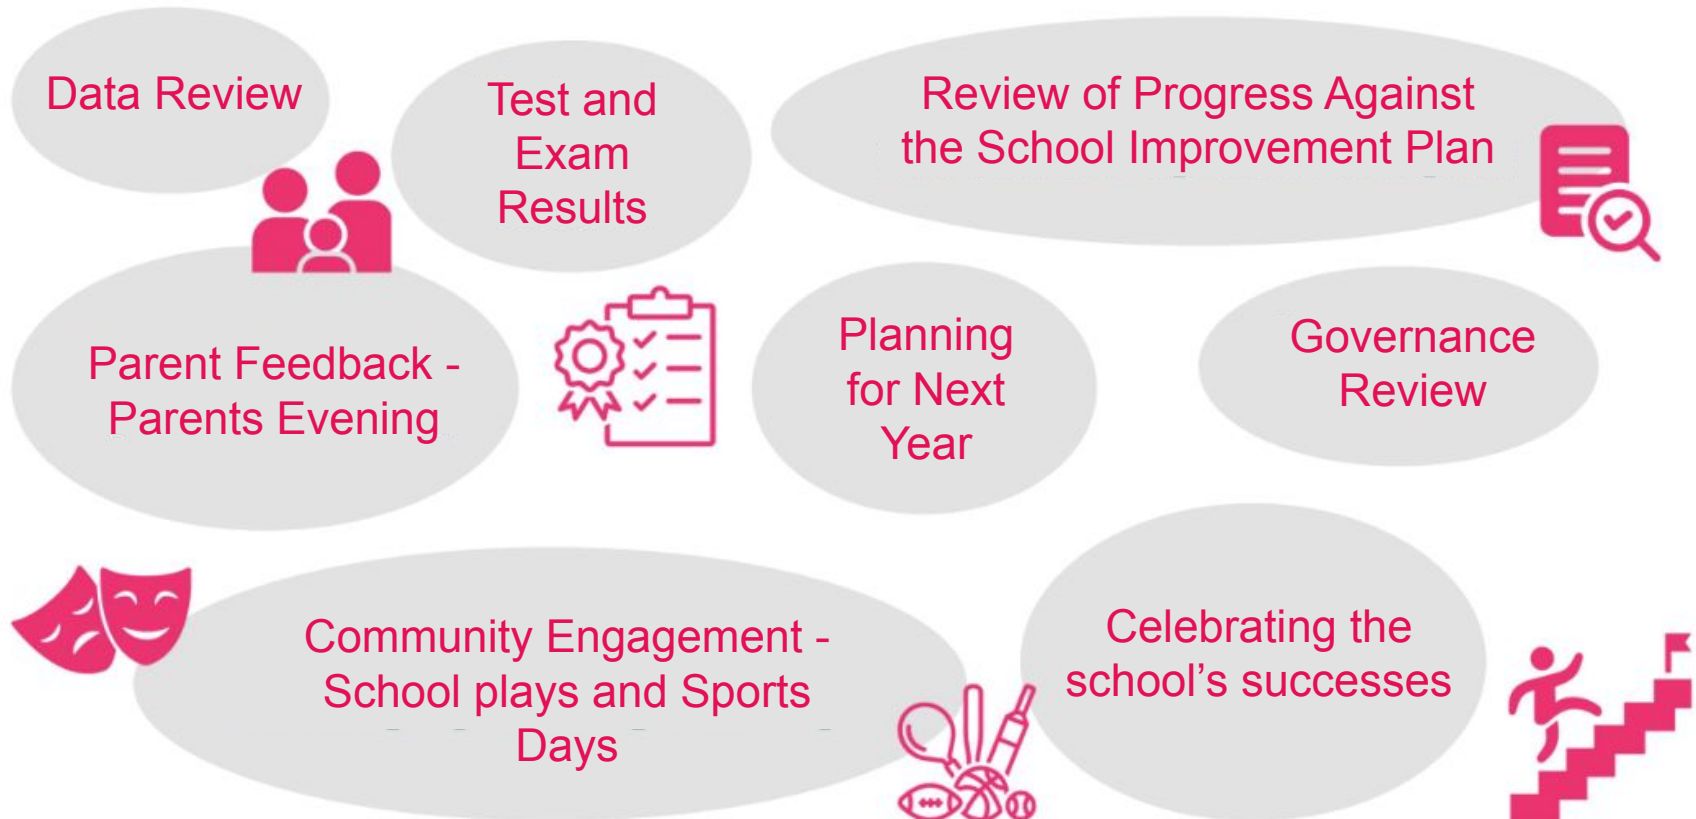 Data Review
Test and
Exam
Results
Review of Progress Against
the School Improvement Plan
Parent Feedback -
Parents Evening
Planning
for Next
Year
Governance
Review
Community Engagement -
School plays and Sports
Days
Celebrating the
school’s successes